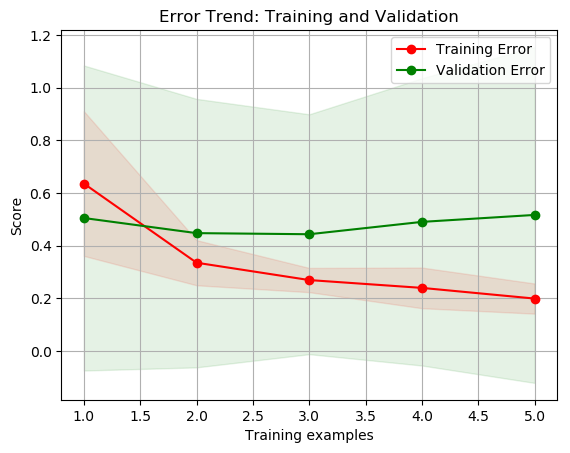 Error Trend: Training and Validation
Training Error
Validation Error
Score
1.2
1.0
0.8
0.6
0.4
0.2
0.0
1.0 1.5 2.0 2.5 3.0 3.5 4.0 4.5 5.0
Training examples